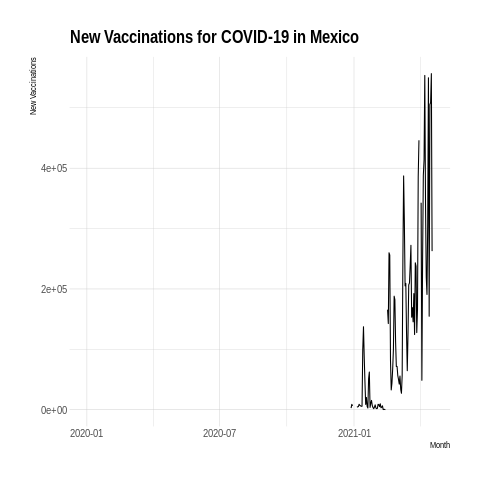 New Vaccinations for COVID-19 in Mexico
New Vaccinations
4e+05
2e+05
0e+00
2020-01 2020-07 2021-01
Month